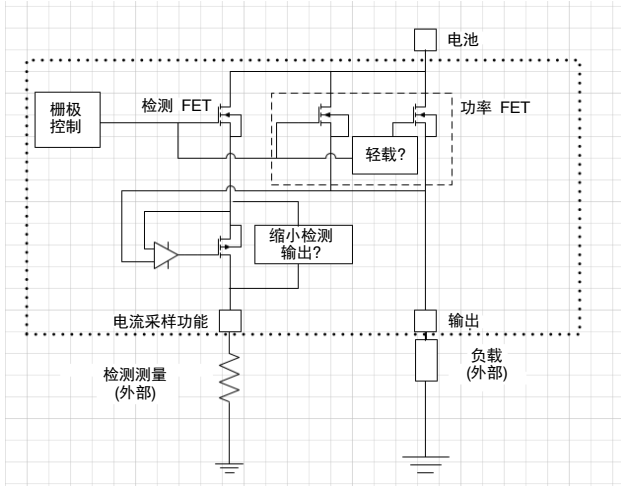 电池
检测 FET
功率 FET
栅极
控制
轻载?
缩小检测
输出?
电流采样功能
输出
检测测量
(外部)
负载
(外部)